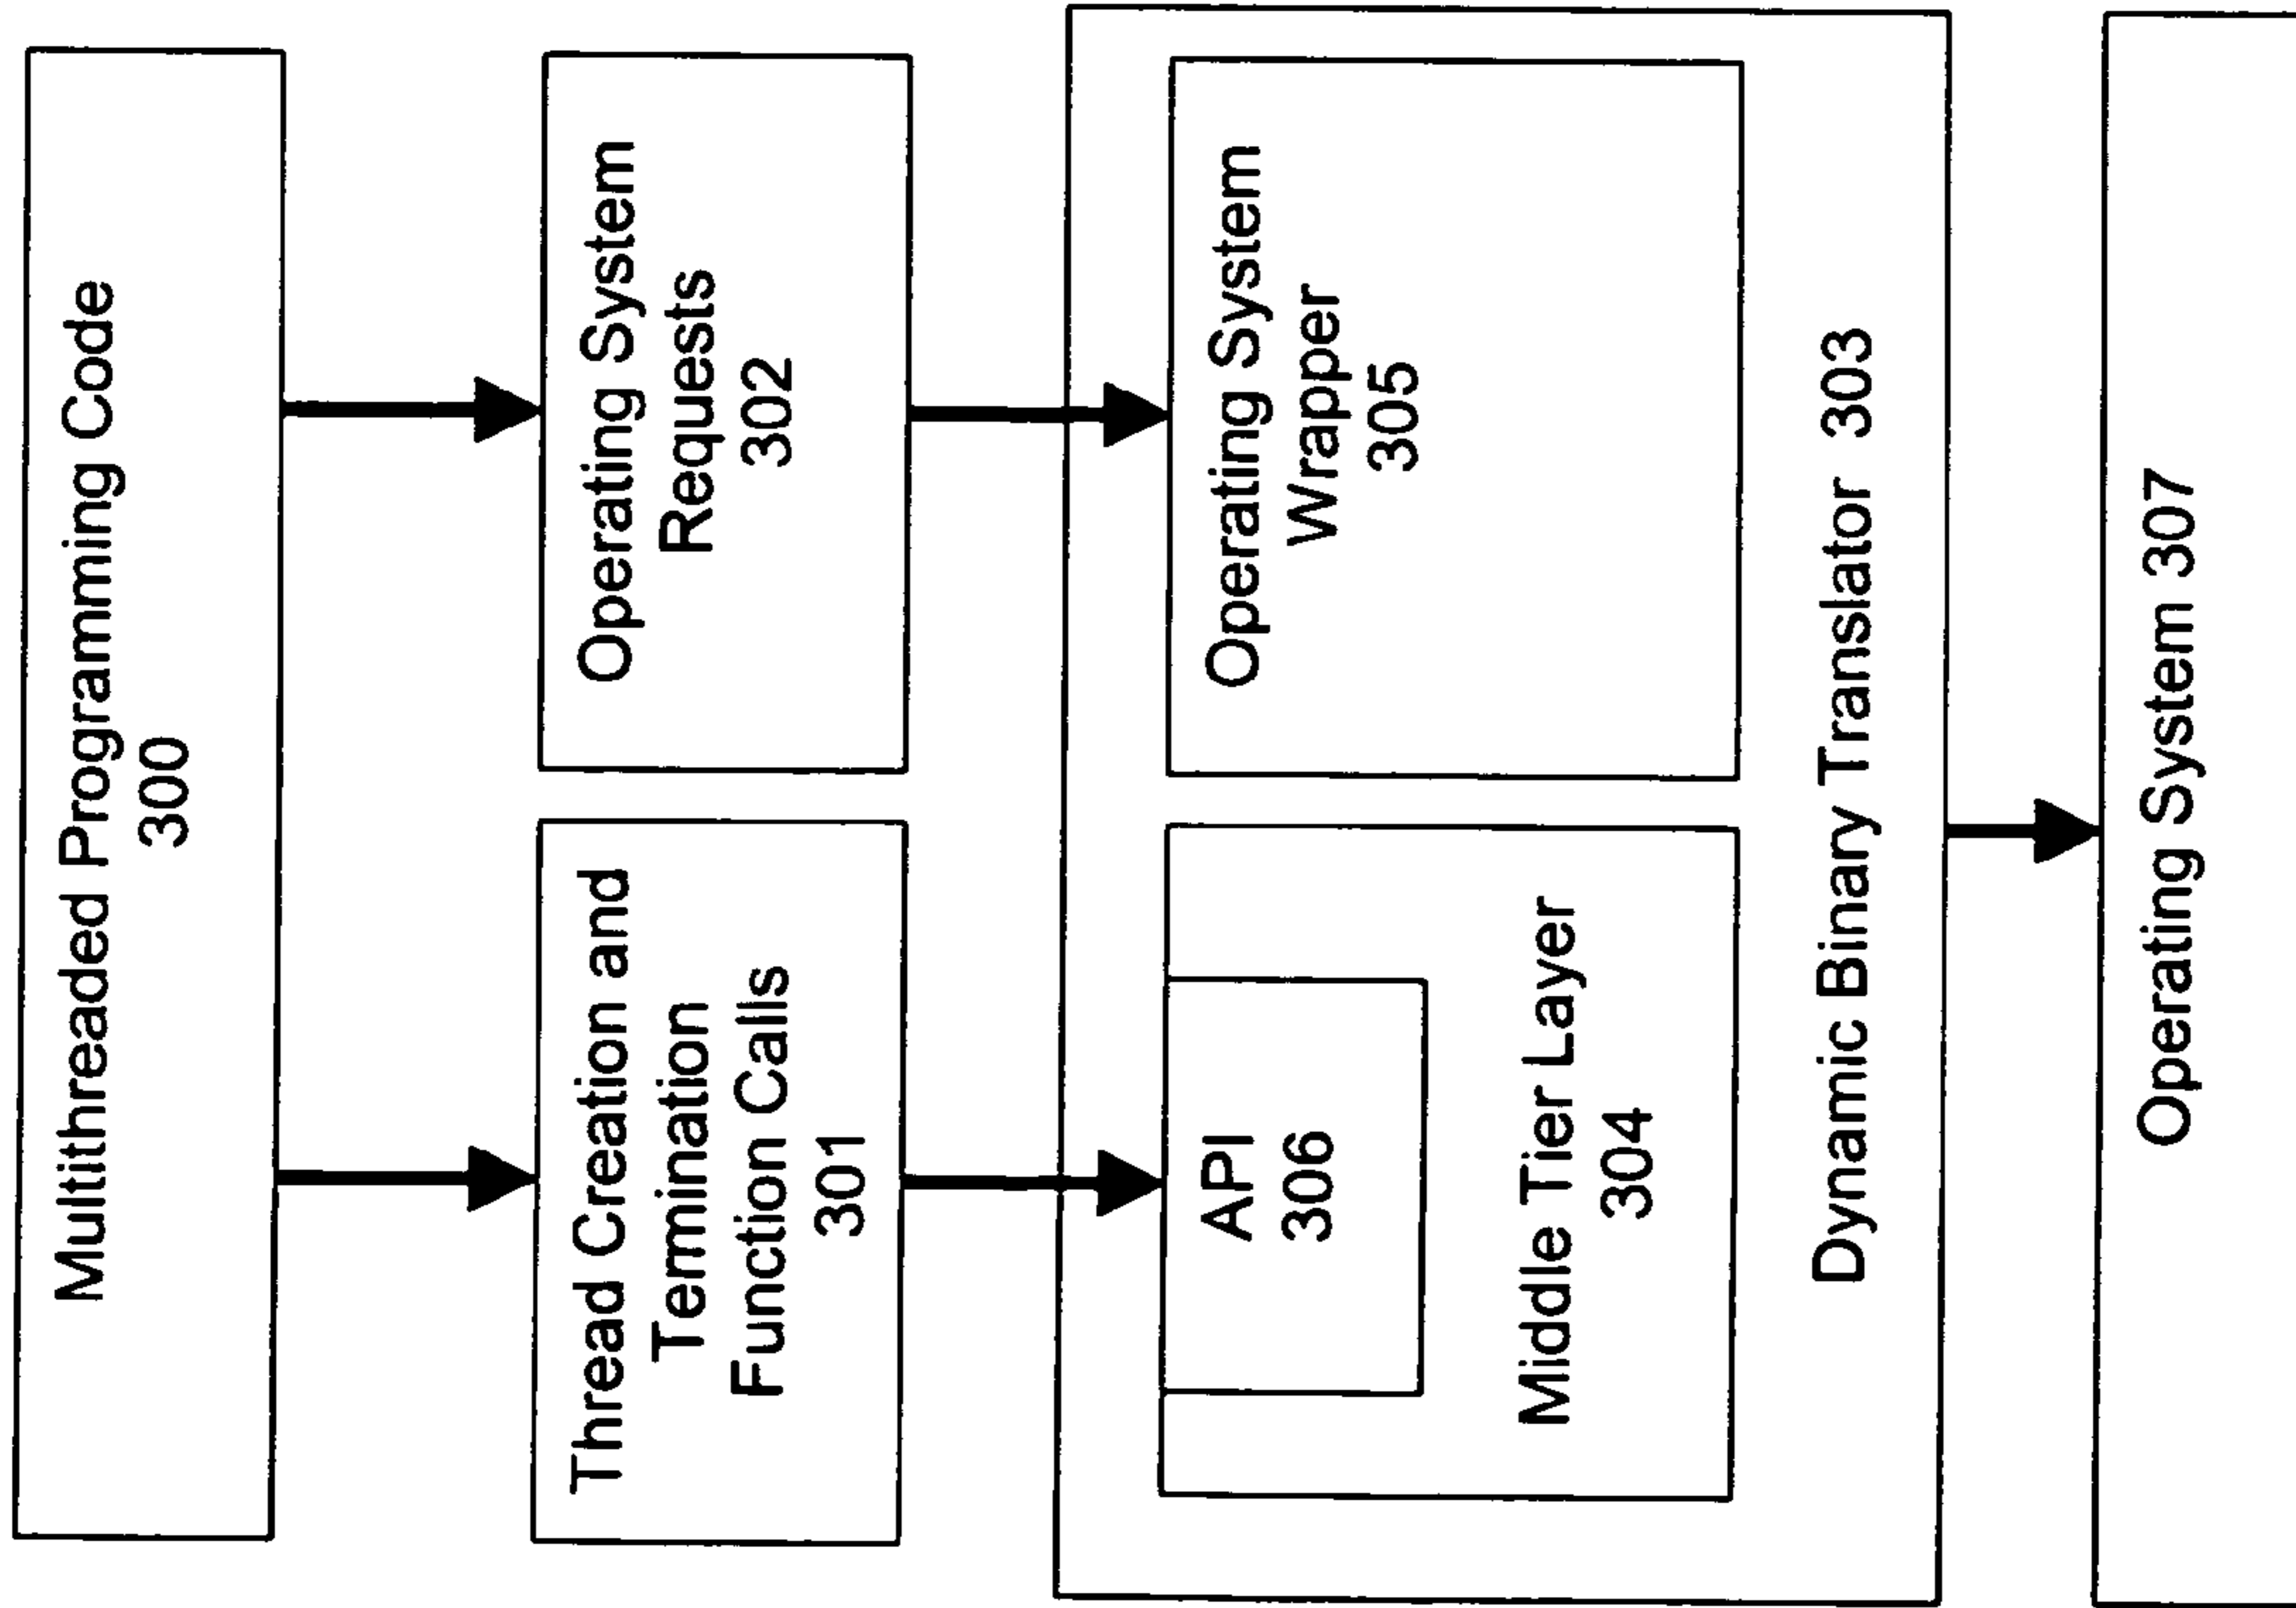 Multithreaded Programming Code
300
Thread Creation and
Termination
Function Calls
301
Operating System
Requests
302
API
306
Middle Tier Layer
304
Operating System
Wrapper
305
Dynamic Binary Translator 303
Operating System 307